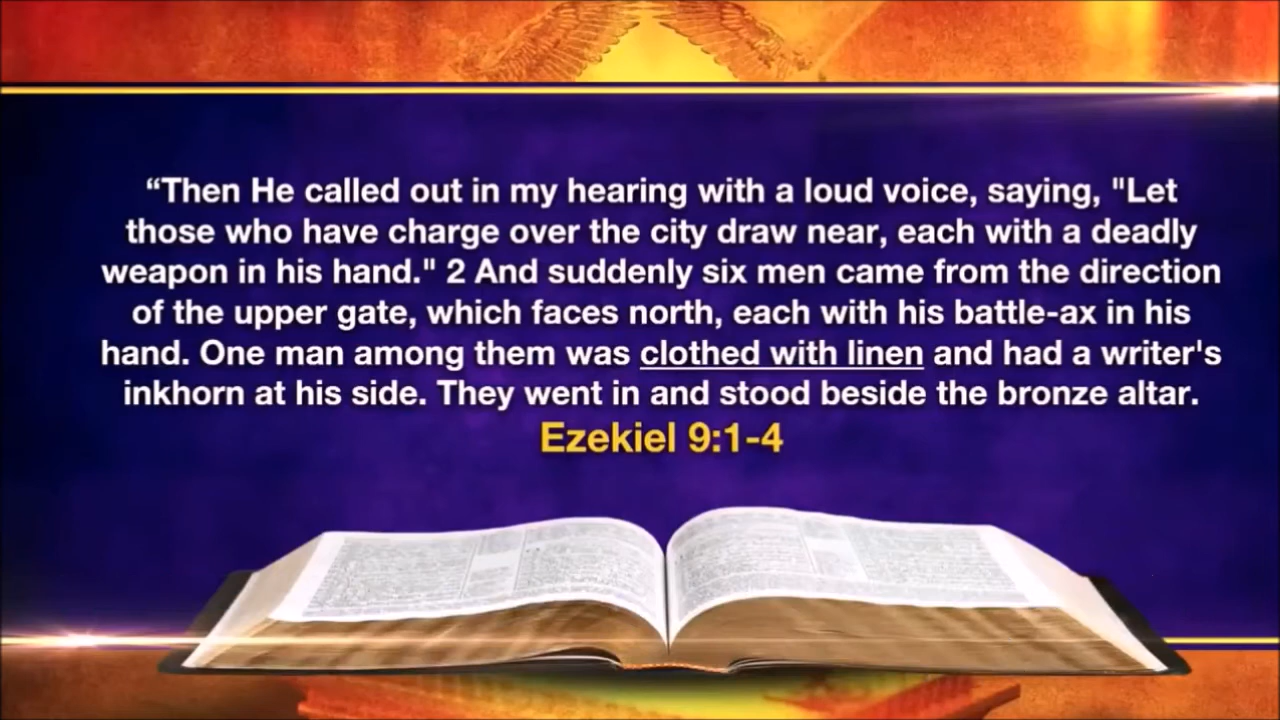 “Then He called out in my hearing with a loud voice, saying, "Let
those who have charge over the city draw near, each with a deadly
weapon in his hand." 2 And suddenly six men came from the direction
of the upper gate, which faces north, each with his battle-ax in his
hand. One man among them was clothed with linen and had a writer's
inkhorn at his side. They went in and stood beside the bronze altar.
Ezekiel 9:1-4